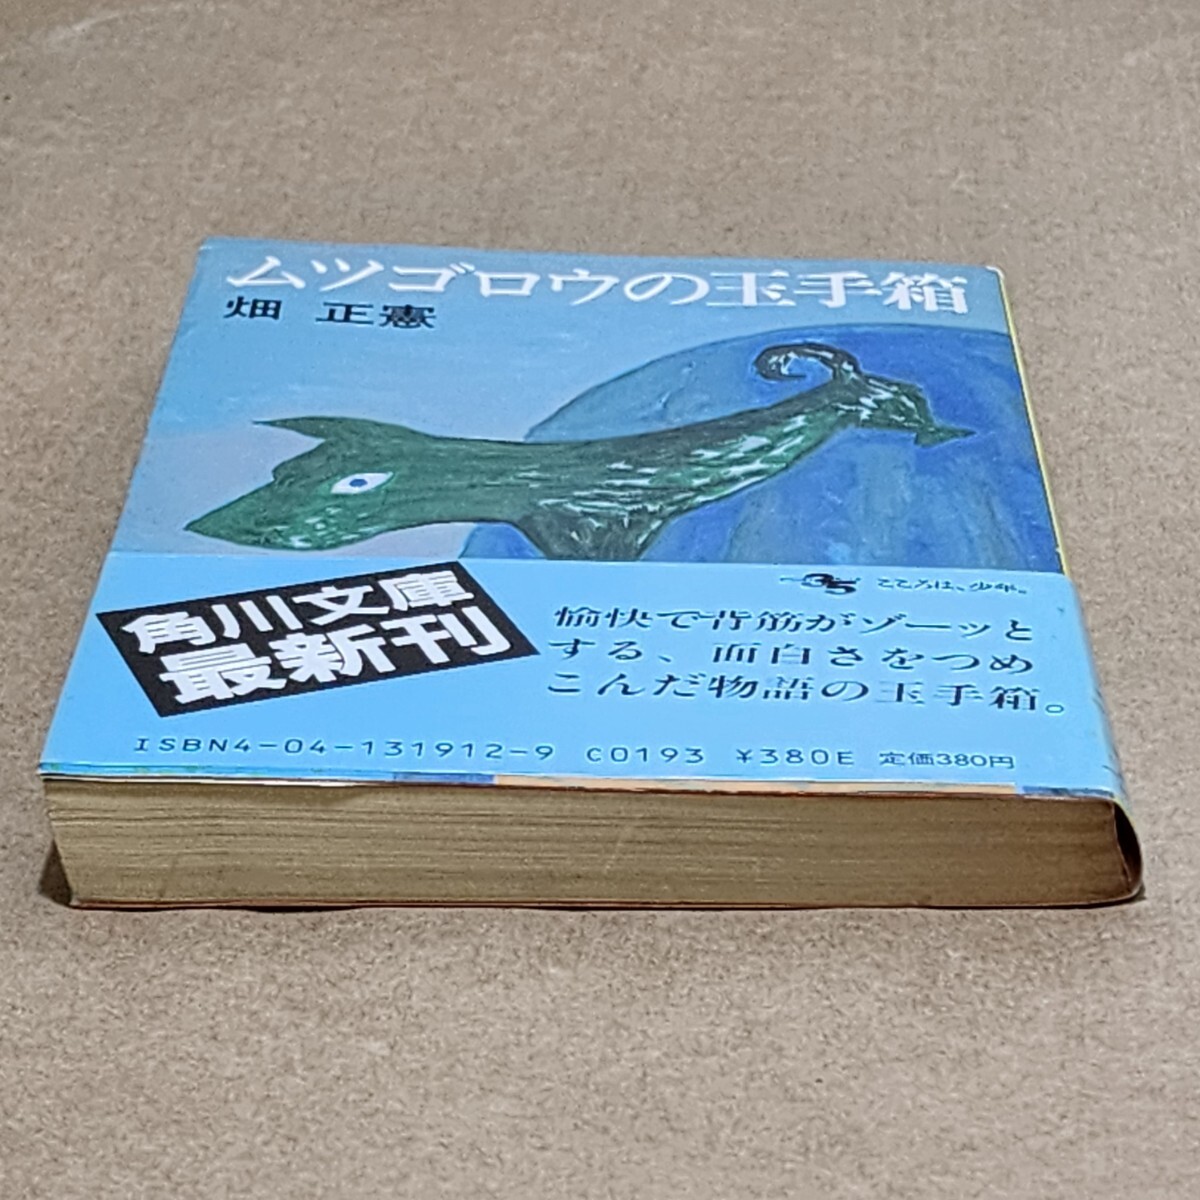 ムツゴロウの玉手箱
畑 正憲
角川文庫
最新刊
35 こころは、少年。
愉快で背筋がゾーッと
する、面白さをつめ
こんだ物語の玉手箱。
ISBN4-04-131912-9 C0193 ¥380E 定価380円